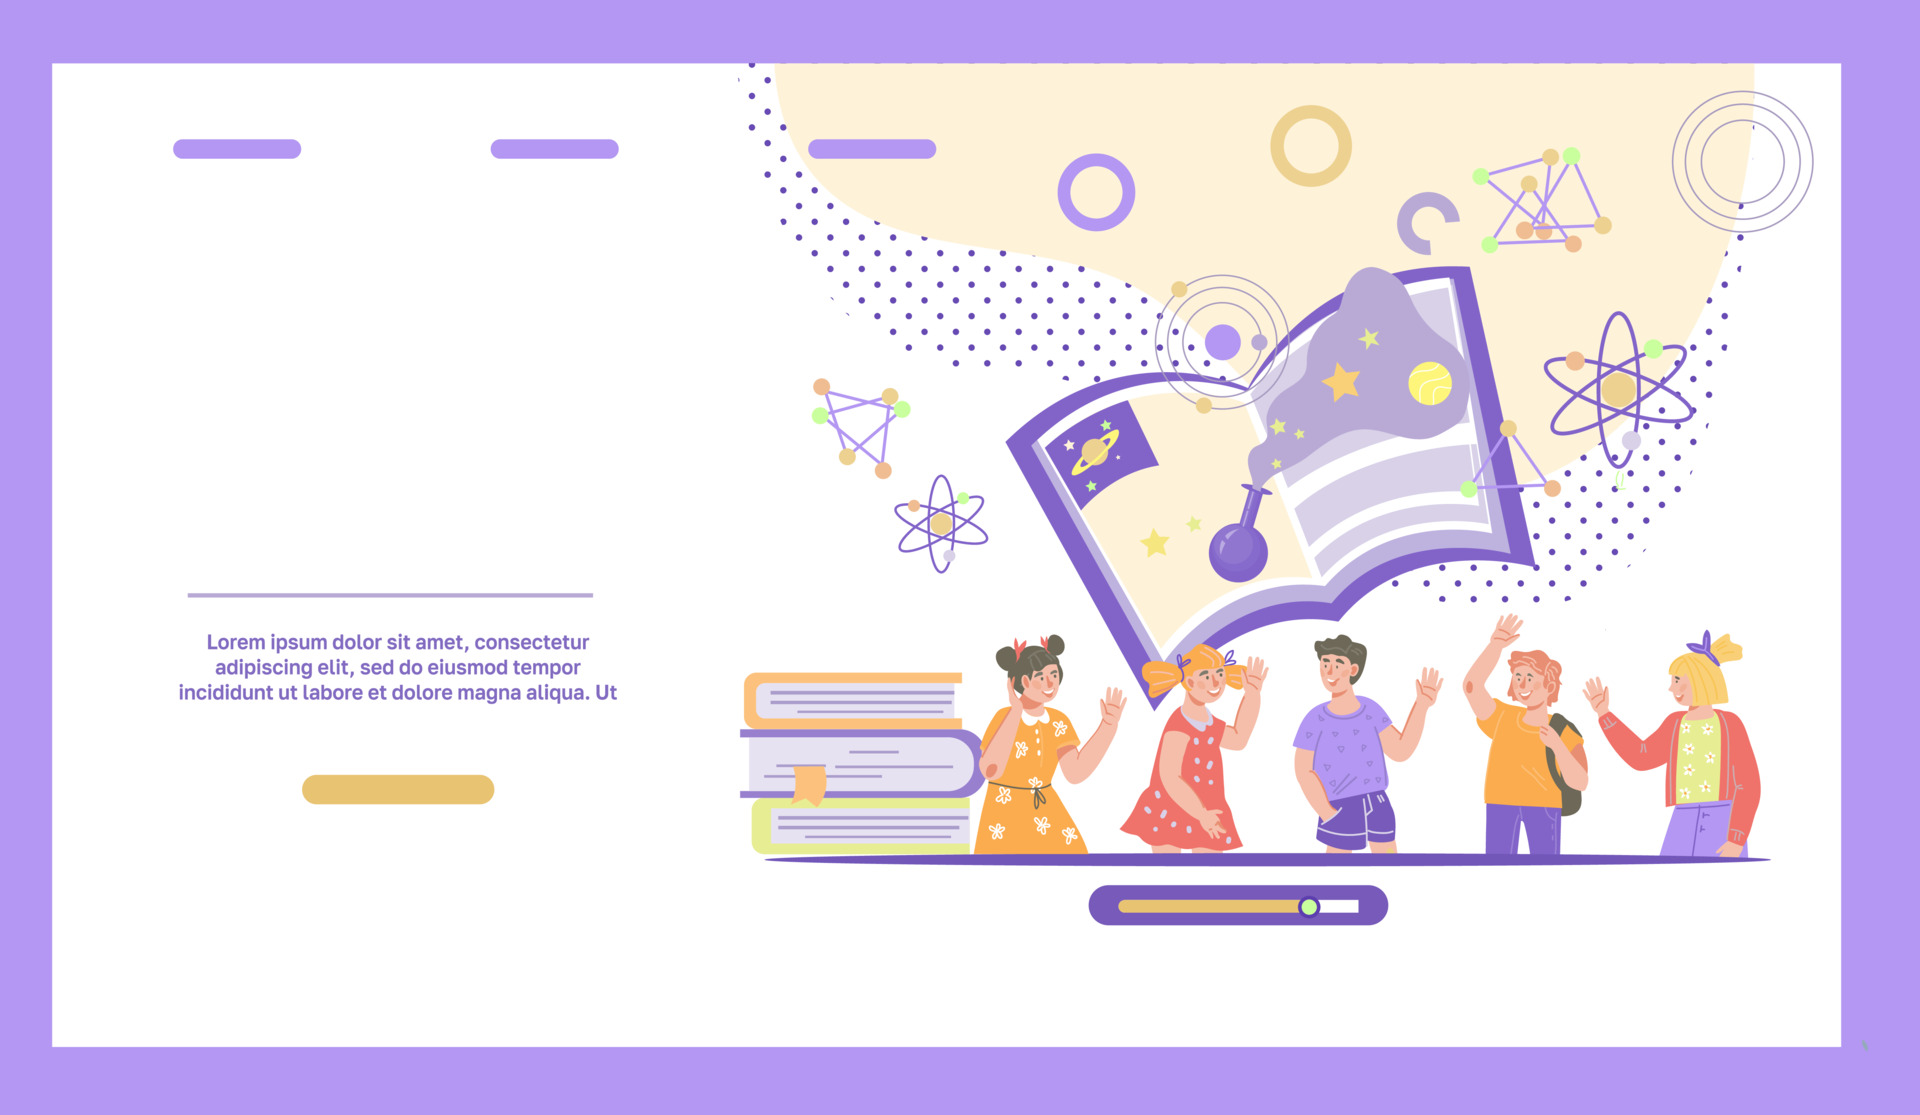 Lorem ipsum dolor sit amet, consectetur
adipiscing elit, sed do eiusmod tempor
incididunt ut labore et dolore magna aliqua. Ut